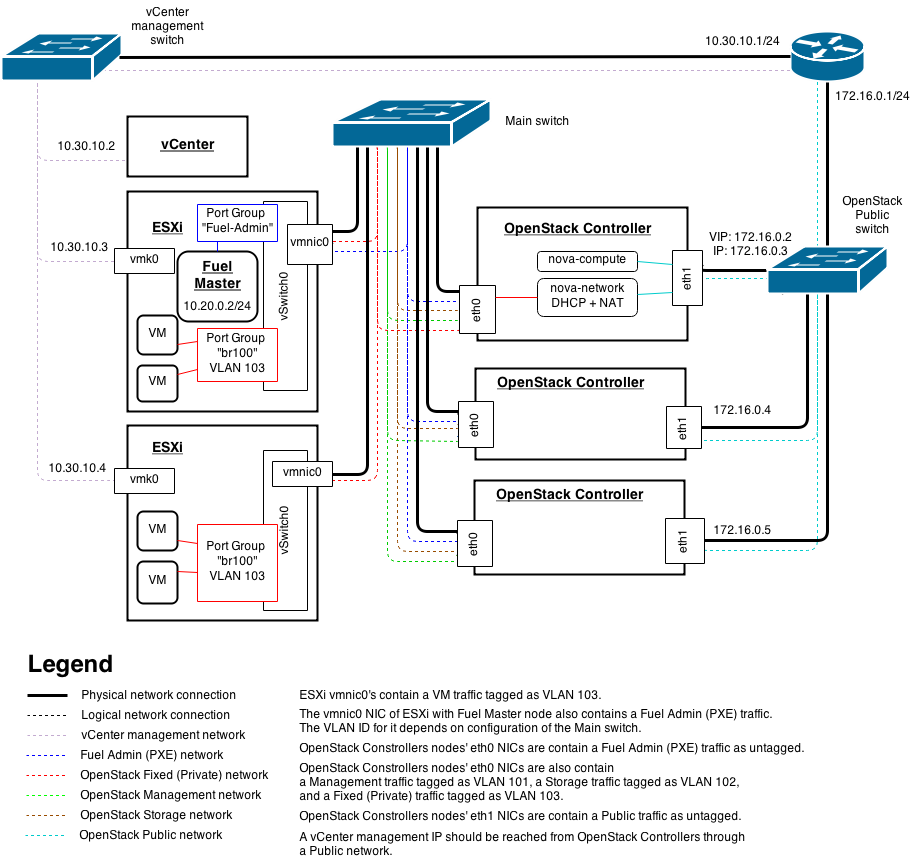 vCenter
management
switch
10.30.10.1/24
172.16.0.1/24
Main switch
10.30.10.2
vCenter
OpenStack
Public
switch
ESXi
Port Group
"Fuel-Admin"
vmnic0
10.30.10.3
vmk0
Fuel
Master
10.20.0.2/24
vSwitch0
VM
VM
Port Group
"br100"
VLAN 103
OpenStack Controller
nova-compute
nova-network
DHCP + NAT
eth0
eth1
VIP: 172.16.0.2
IP: 172.16.0.3
OpenStack Controller
eth0
eth1
172.16.0.4
ESXi
10.30.10.4
vmk0
vmnic0
vSwitch0
VM
VM
Port Group
"br100"
VLAN 103
OpenStack Controller
eth0
eth1
172.16.0.5
Legend
Physical network connection
Logical network connection
vCenter management network
Fuel Admin (PXE) network
OpenStack Fixed (Private) network
OpenStack Management network
OpenStack Storage network
OpenStack Public network
ESXi vmnic0's contain a VM traffic tagged as VLAN 103.
The vmnic0 NIC of ESXi with Fuel Master node also contains a Fuel Admin (PXE) traffic.
The VLAN ID for it depends on configuration of the Main switch.
OpenStack Constrollers nodes' eth0 NICs are contain a Fuel Admin (PXE) traffic as untagged.
OpenStack Constrollers nodes' eth0 NICs are also contain
a Management traffic tagged as VLAN 101, a Storage traffic tagged as VLAN 102,
and a Fixed (Private) traffic tagged as VLAN 103.
OpenStack Constrollers nodes' eth1 NICs are contain a Public traffic as untagged.
A vCenter management IP should be reached from OpenStack Controllers through
a Public network.